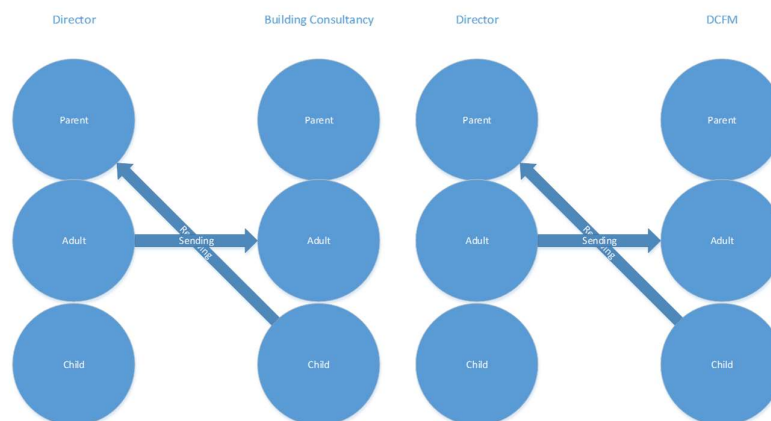 Director
Building Consultancy
Director
DCFM
Parent
Parent
Parent
Parent
Adult
Sending
Adult
Adult
Sending
Adult
Child
Child
Child
Child